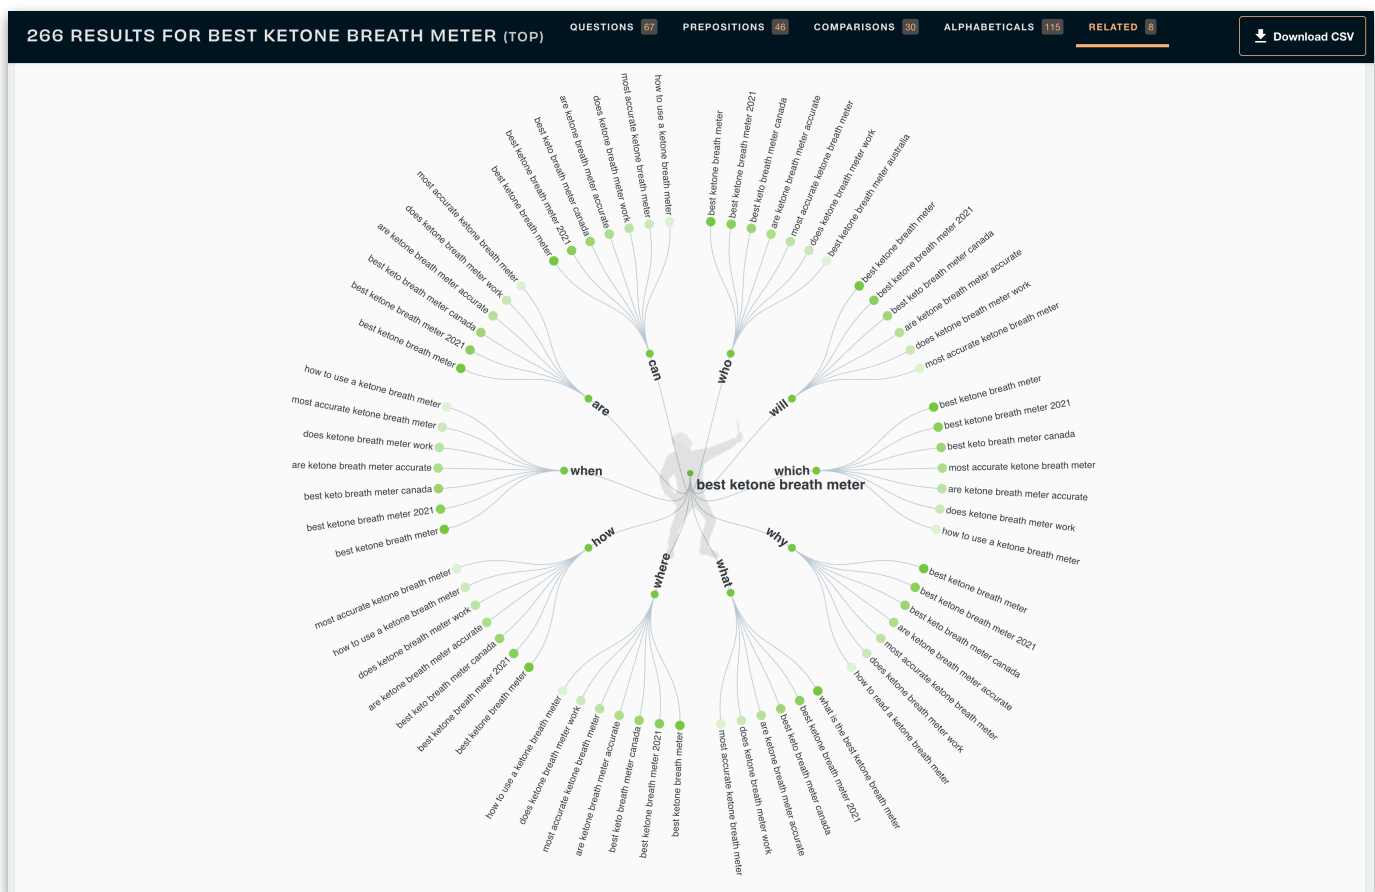 266 RESULTS FOR BEST KETONE BREATH METER (TOP)
QUESTIONS 67
PREPOSITIONS 46
COMPARISONS 30
ALPHABETICALS 115
RELATED 8
Download CSV
best ketone breath meter
who
best ketone breath meter
best ketone breath meter 2021
best keto breath meter canada
are ketone breath meter accurate
most accurate ketone breath meter
does ketone breath meter work
best ketone breath meter australia
will
best ketone breath meter
best ketone breath meter 2021
best keto breath meter canada
are ketone breath meter accurate
does ketone breath meter work
most accurate ketone breath meter
which
best ketone breath meter
best ketone breath meter 2021
best keto breath meter canada
most accurate ketone breath meter
are ketone breath meter accurate
does ketone breath meter work
how to use a ketone breath meter
why
best ketone breath meter
best ketone breath meter 2021
best keto breath meter canada
are ketone breath meter accurate
most accurate ketone breath meter
does ketone breath meter work
how to read a ketone breath meter
what
what is the best ketone breath meter
best ketone breath meter 2021
best keto breath meter canada
are ketone breath meter accurate
does ketone breath meter work
most accurate ketone breath meter
where
best ketone breath meter
best ketone breath meter 2021
best keto breath meter canada
are ketone breath meter accurate
most accurate ketone breath meter
does ketone breath meter work
how to use a ketone breath meter
how
best ketone breath meter
best ketone breath meter 2021
best keto breath meter canada
are ketone breath meter accurate
does ketone breath meter work
how to use a ketone breath meter
most accurate ketone breath meter
when
best ketone breath meter
best ketone breath meter 2021
best keto breath meter canada
are ketone breath meter accurate
does ketone breath meter work
most accurate ketone breath meter
how to use a ketone breath meter
are
best ketone breath meter
best ketone breath meter 2021
best keto breath meter canada
are ketone breath meter accurate
does ketone breath meter work
most accurate ketone breath meter
can
best ketone breath meter
best ketone breath meter 2021
best keto breath meter canada
are ketone breath meter accurate
does ketone breath meter work
most accurate ketone breath meter
how to use a ketone breath meter